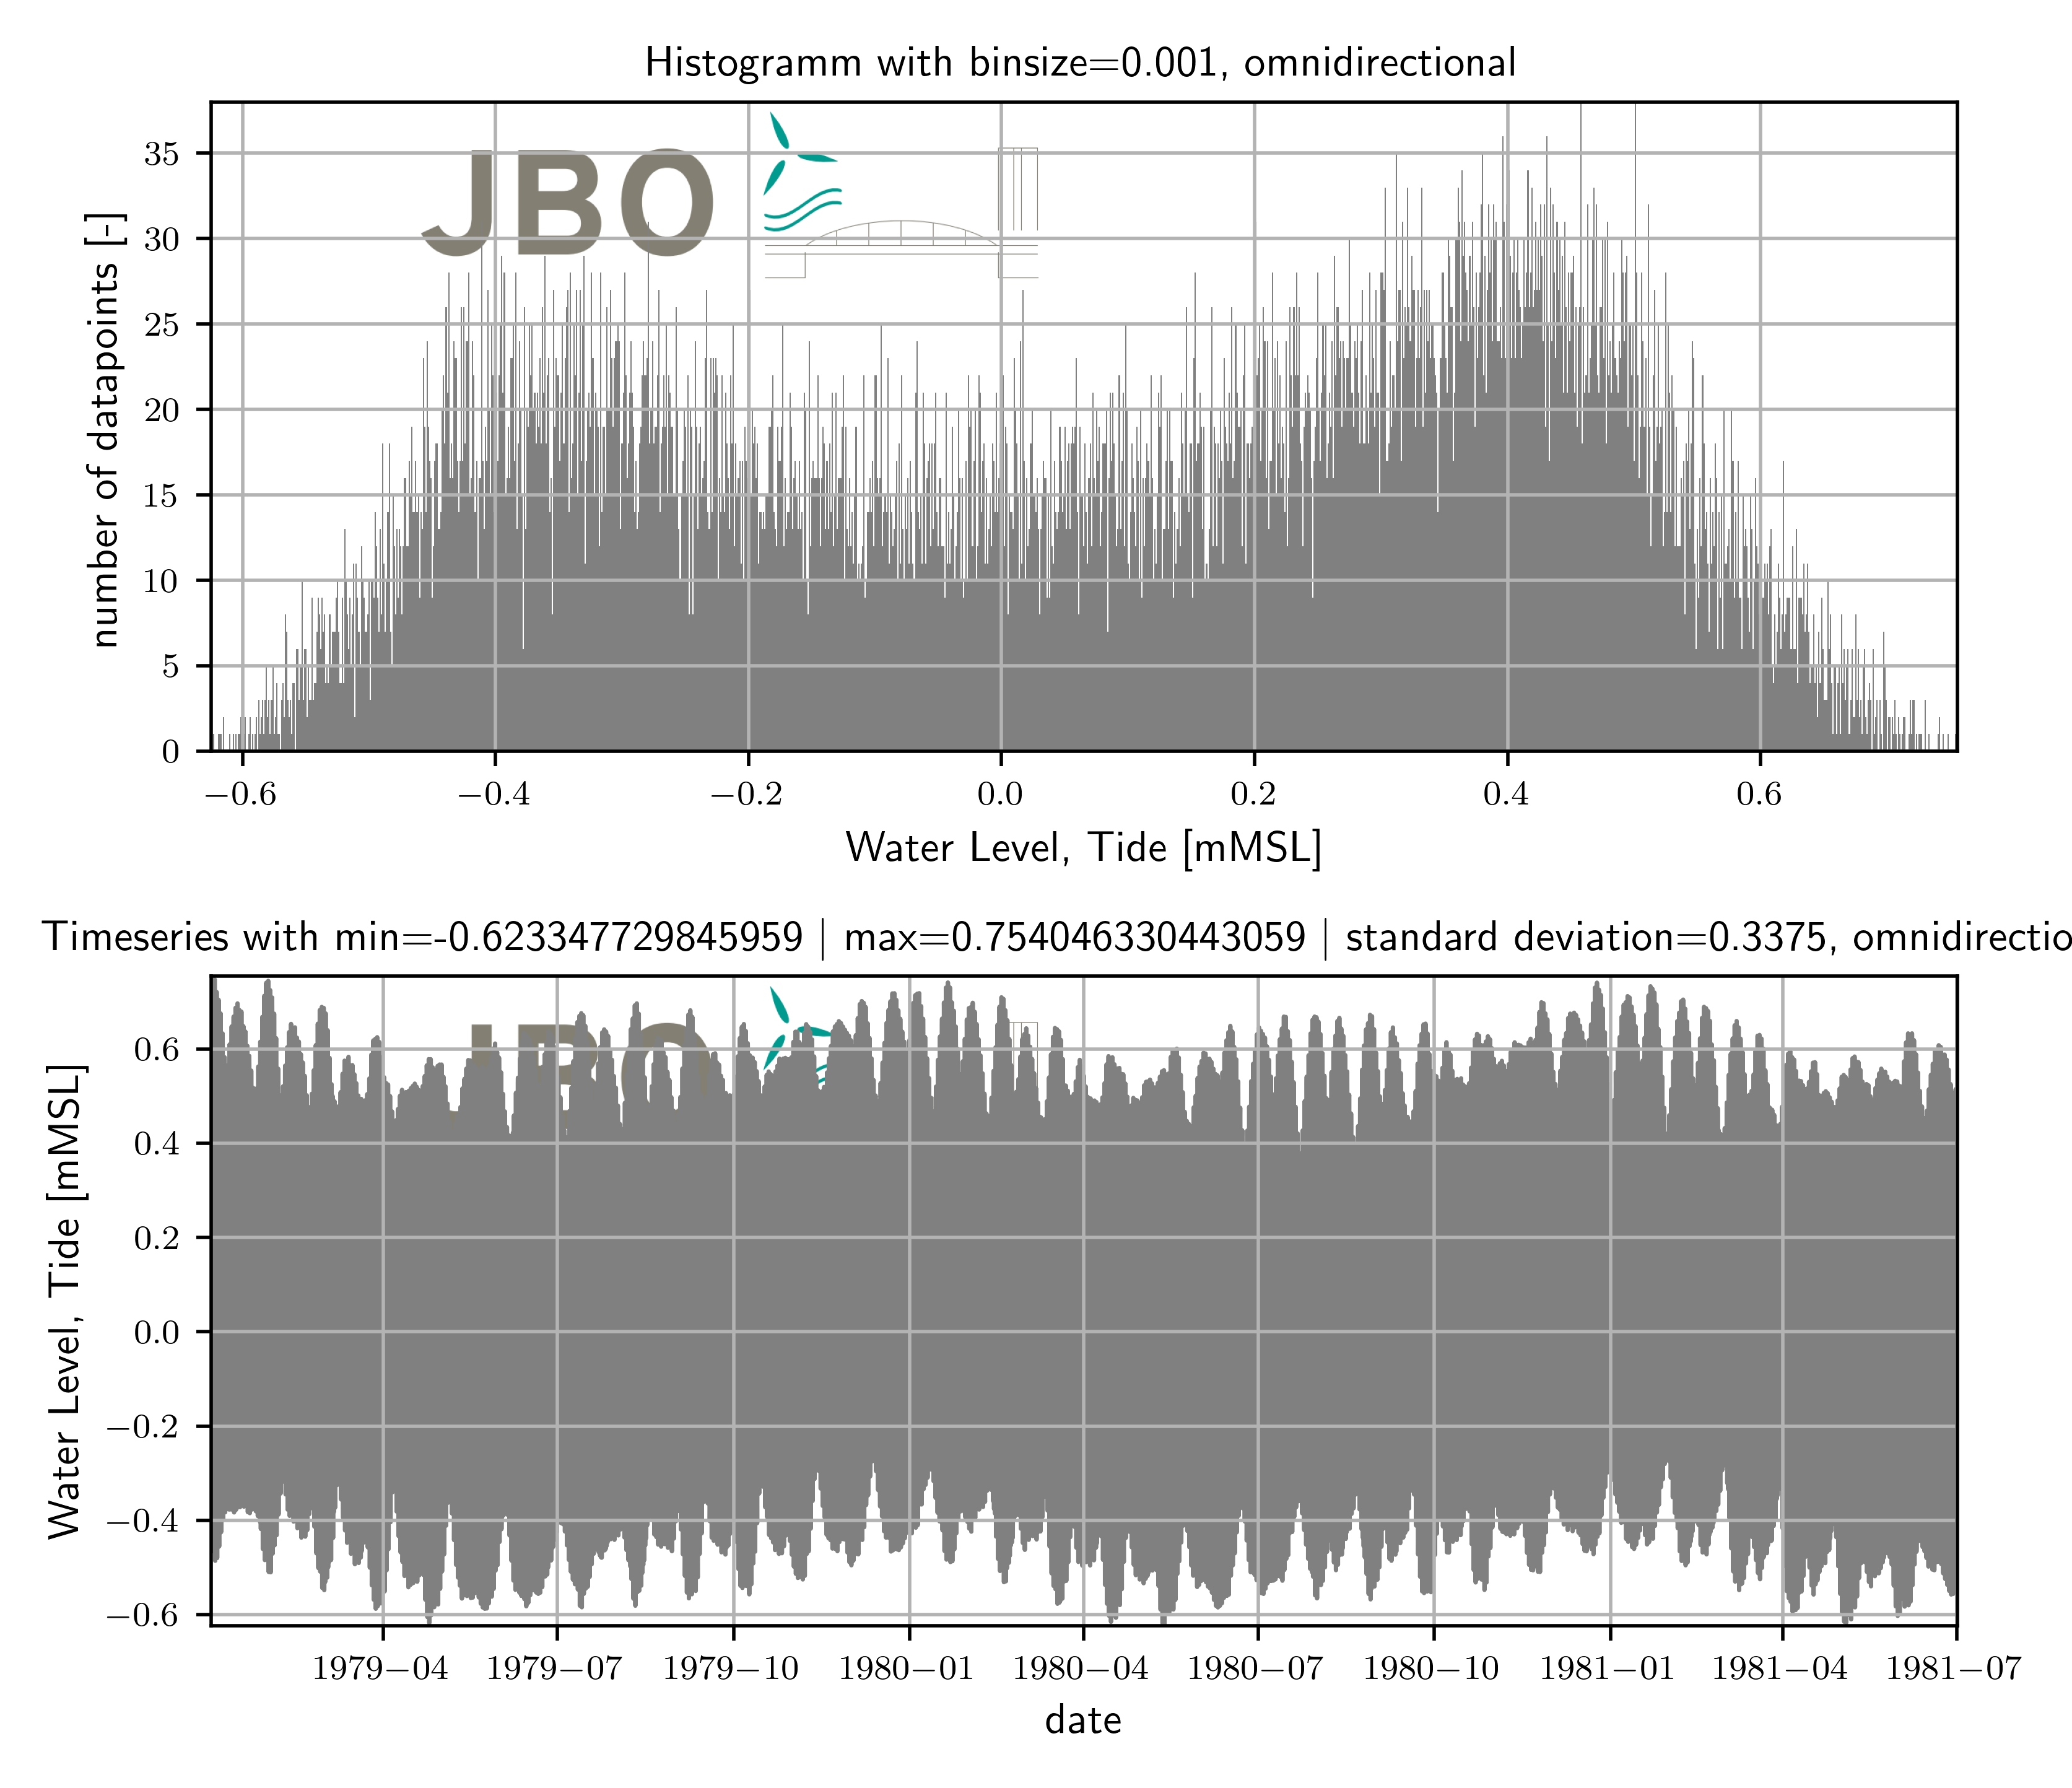 Histogramm with binsize=0.001, omnidirectional
JBO
number of datapoints [-]
35
30
25
20
15
10
5
0
−0.6 −0.4 −0.2 0.0 0.2 0.4 0.6
Water Level, Tide [mMSL]
Timeseries with min=-0.623347729845959 | max=0.754046330443059 | standard deviation=0.3375, omnidirectio
JBO
Water Level, Tide [mMSL]
0.6
0.4
0.2
0.0
−0.2
−0.4
−0.6
1979−04 1979−07 1979−10 1980−01 1980−04 1980−07 1980−10 1981−01 1981−04 1981−07
date